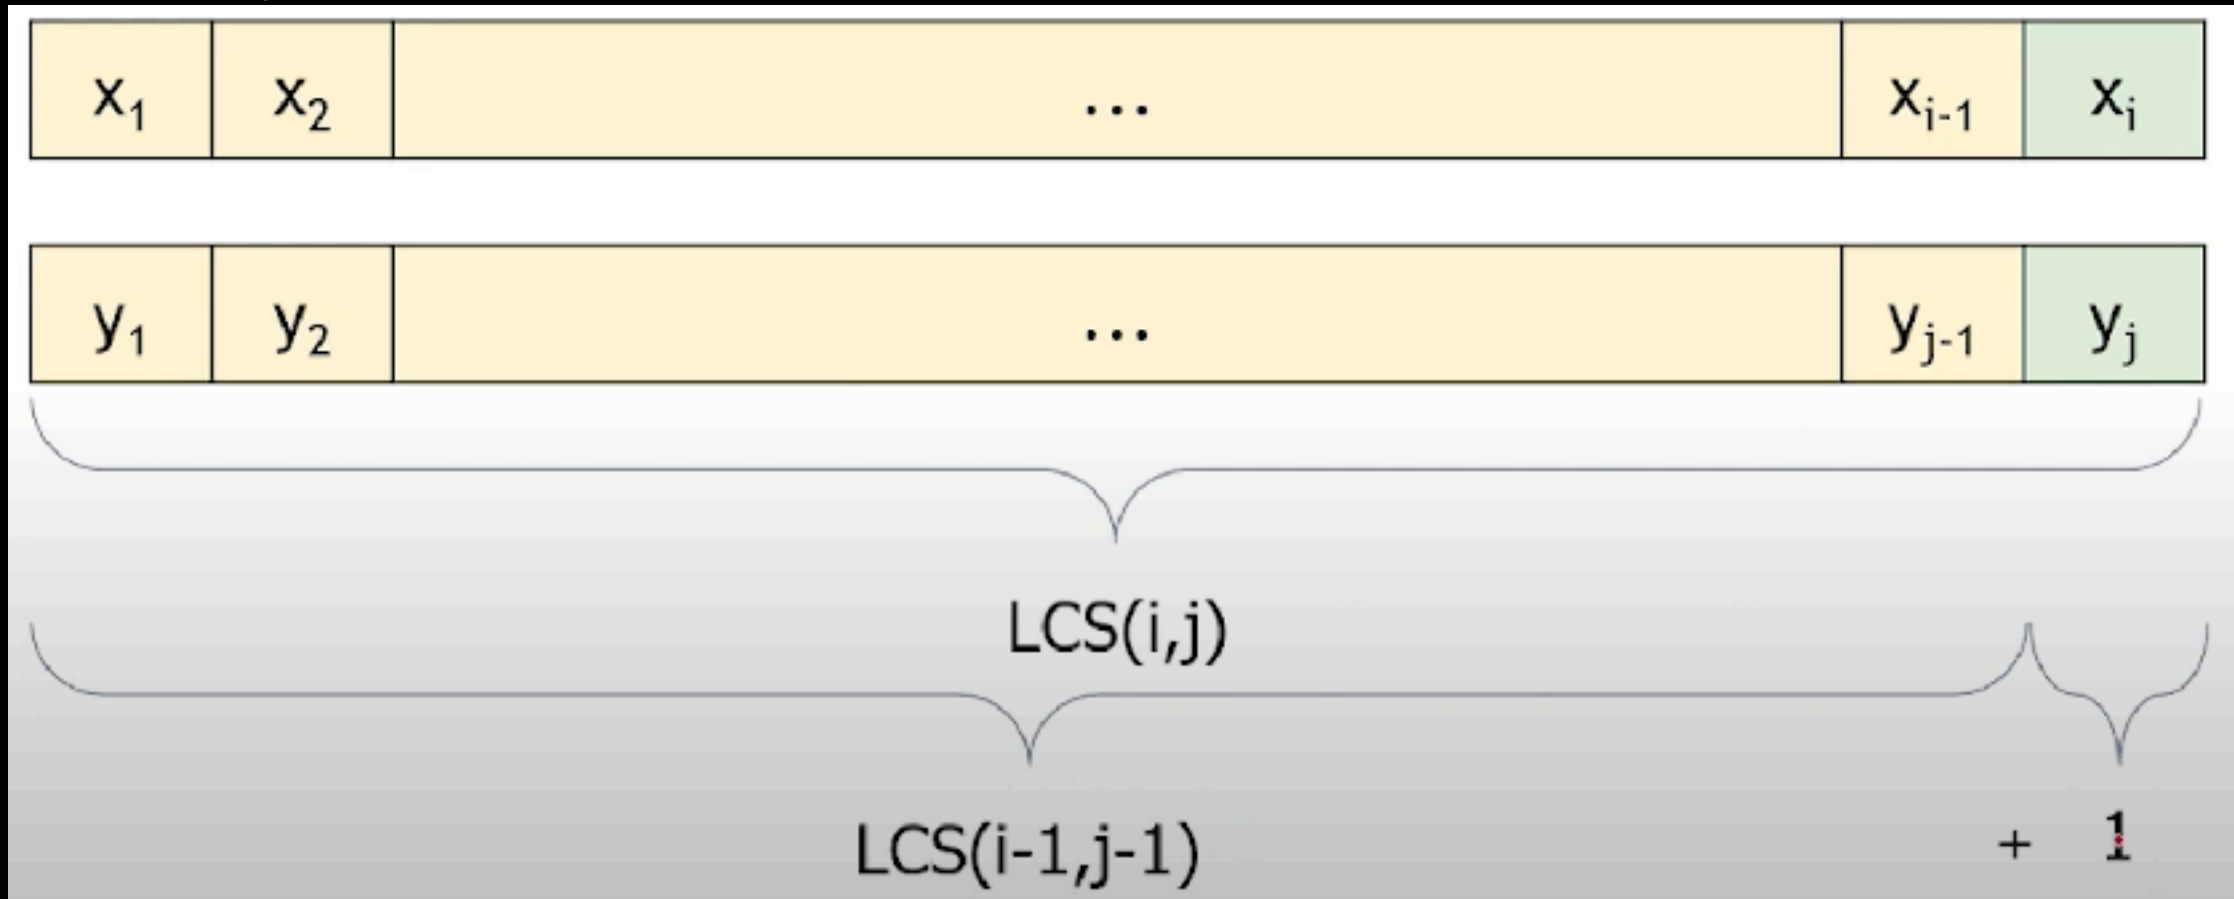 x₁ x₂ ... xᵢ₋₁ xᵢ
y₁ y₂ ... yⱼ₋₁ yⱼ
LCS(i,j)
LCS(i-1,j-1) + 1